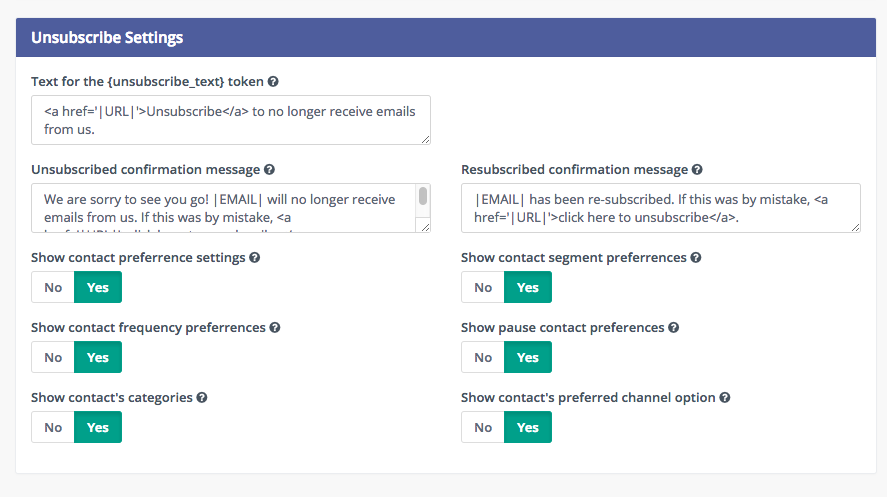 Unsubscribe Settings
Text for the {unsubscribe_text} token
<a href='|URL|'>Unsubscribe</a> to no longer receive emails
from us.
Unsubscribed confirmation message
We are sorry to see you go! |EMAIL| will no longer receive
emails from us. If this was by mistake, <a
Resubscribed confirmation message
|EMAIL| has been re-subscribed. If this was by mistake, <a
href='|URL|'>click here to unsubscribe</a>.
Show contact preferrence settings
No Yes
Show contact segment preferrences
No Yes
Show contact frequency preferrences
No Yes
Show pause contact preferences
No Yes
Show contact's categories
No Yes
Show contact's preferred channel option
No Yes